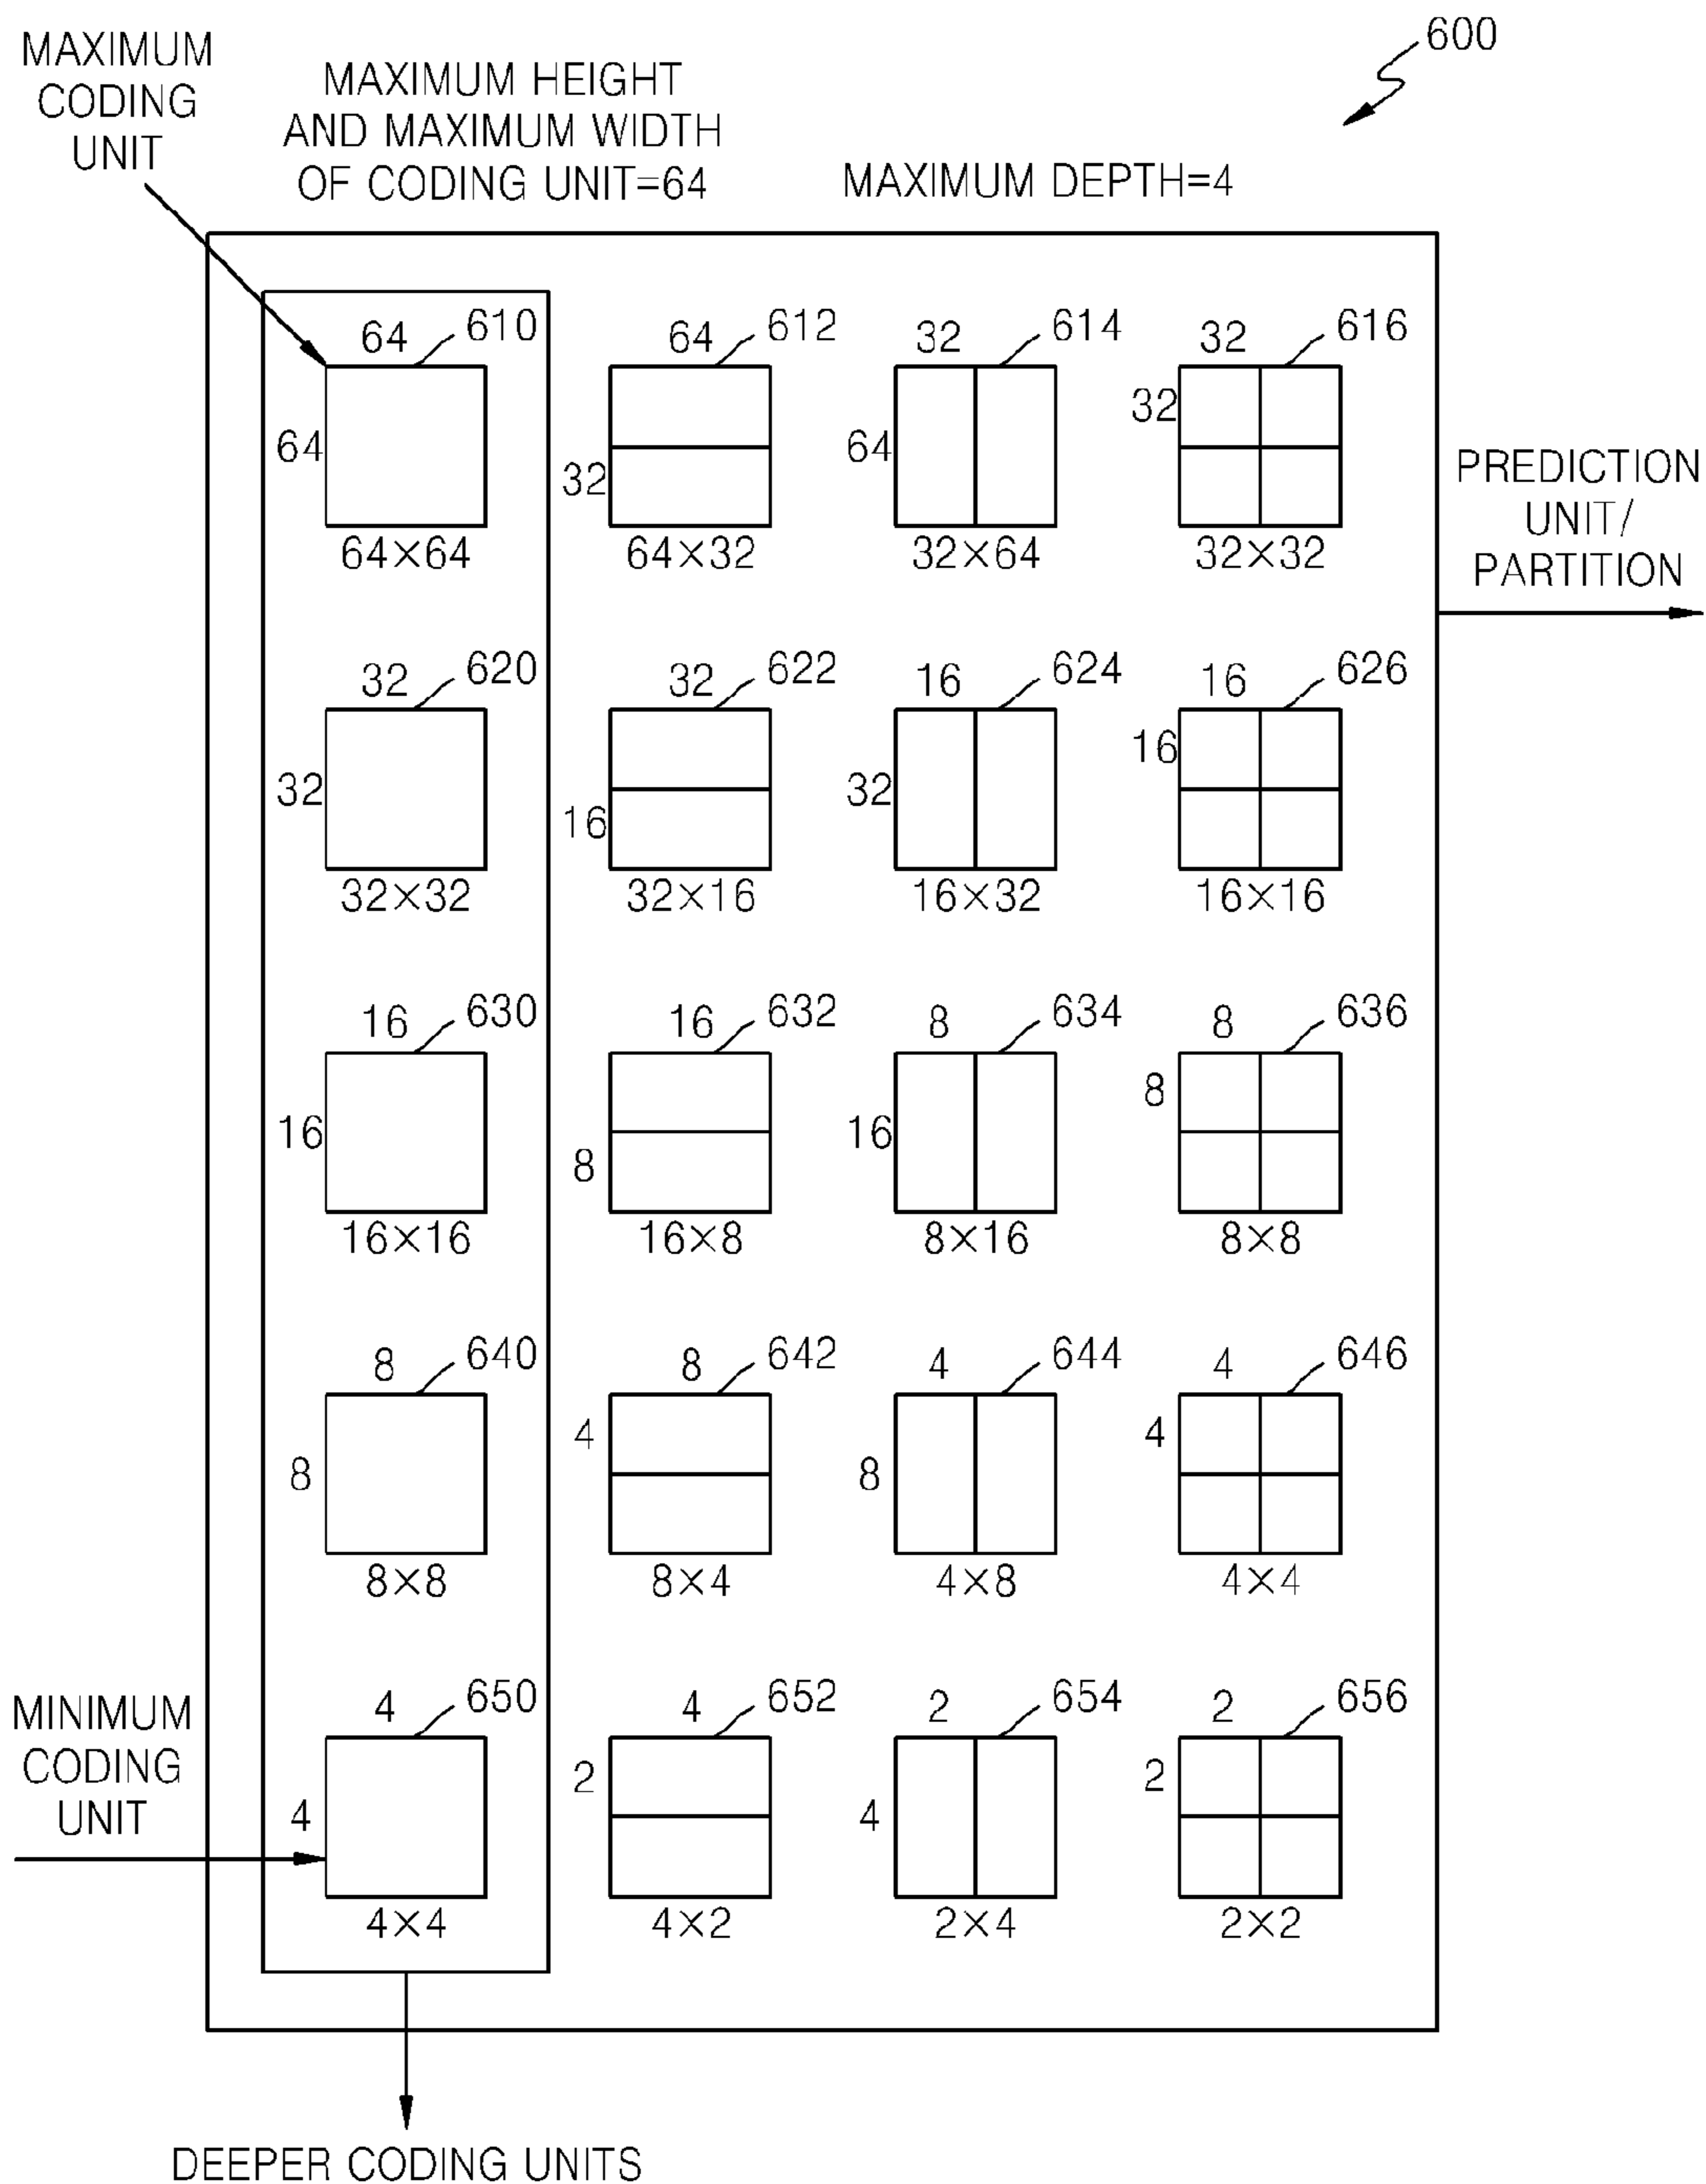 600
MAXIMUM
CODING
UNIT
MAXIMUM HEIGHT
AND MAXIMUM WIDTH
OF CODING UNIT=64
MAXIMUM DEPTH=4
64 610 64 612 32 614 32 616
64 32 64 32
64×64 64×32 32×64 32×32
PREDICTION
UNIT/
PARTITION
32 620 32 622 16 624 16 626
32 16 32 16
32×32 32×16 16×32 16×16
16 630 16 632 8 634 8 636
16 8 16 8
16×16 16×8 8×16 8×8
8 640 8 642 4 644 4 646
8 4 8 4
8×8 8×4 4×8 4×4
MINIMUM
CODING
UNIT
4 650 4 652 2 654 2 656
4 2 4 2
4×4 4×2 2×4 2×2
DEEPER CODING UNITS